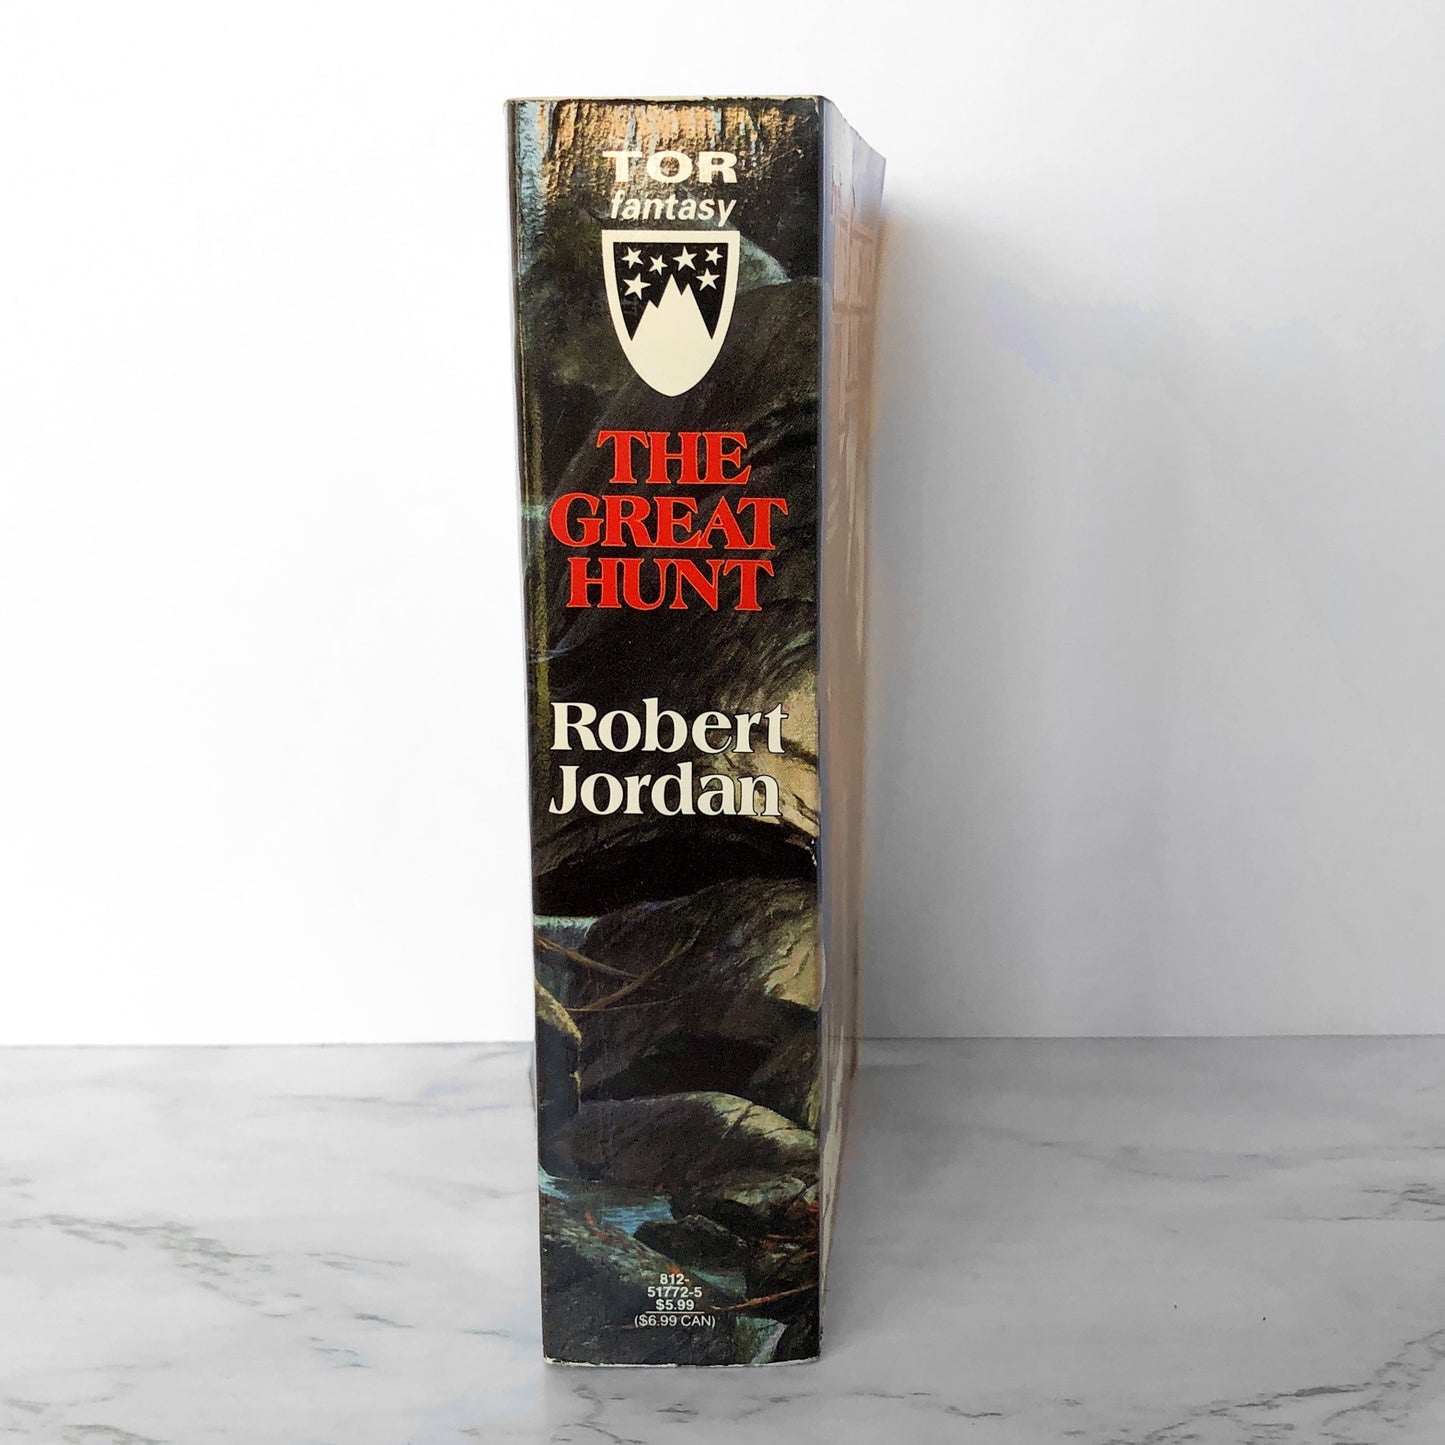 TOR
fantasy
THE
GREAT
HUNT
Robert
Jordan
812-
51772-5
$5.99
($6.99 CAN)